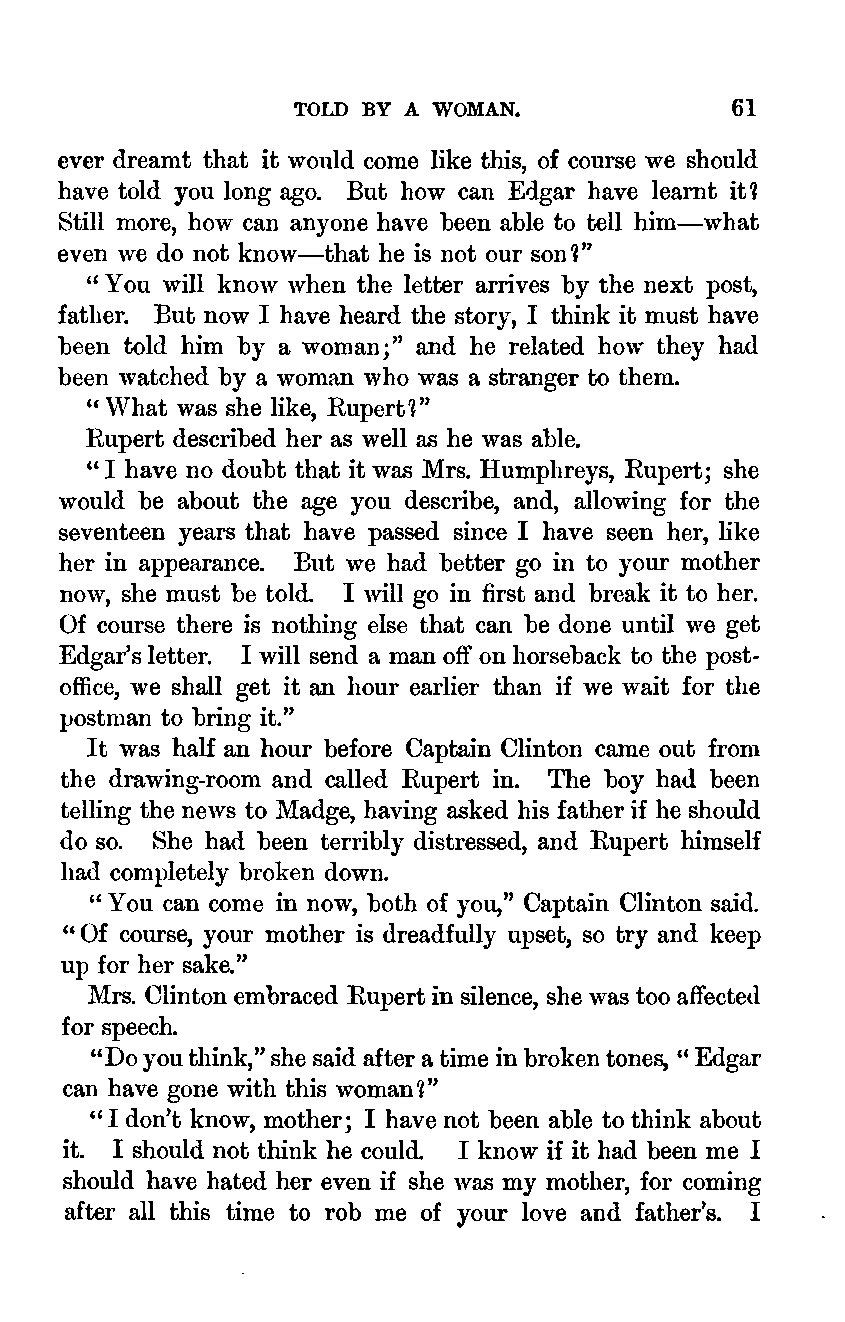 TOLD BY A WOMAN. 61
ever dreamt that it would come like this, of course we should
have told you long ago. But how can Edgar have learnt it?
Still more, how can anyone have been able to tell him—what
even we do not know—that he is not our son?”
“You will know when the letter arrives by the next post,
father. But now I have heard the story, I think it must have
been told him by a woman;” and he related how they had
been watched by a woman who was a stranger to them.
“What was she like, Rupert?”
Rupert described her as well as he was able.
“I have no doubt that it was Mrs. Humphreys, Rupert; she
would be about the age you describe, and, allowing for the
seventeen years that have passed since I have seen her, like
her in appearance. But we had better go in to your mother
now, she must be told. I will go in first and break it to her.
Of course there is nothing else that can be done until we get
Edgar’s letter. I will send a man off on horseback to the post-
office, we shall get it an hour earlier than if we wait for the
postman to bring it.”
It was half an hour before Captain Clinton came out from
the drawing-room and called Rupert in. The boy had been
telling the news to Madge, having asked his father if he should
do so. She had been terribly distressed, and Rupert himself
had completely broken down.
“You can come in now, both of you,” Captain Clinton said.
“Of course, your mother is dreadfully upset, so try and keep
up for her sake.”
Mrs. Clinton embraced Rupert in silence, she was too affected
for speech.
“Do you think,” she said after a time in broken tones, “Edgar
can have gone with this woman?”
“I don’t know, mother; I have not been able to think about
it. I should not think he could. I know if it had been me I
should have hated her even if she was my mother, for coming
after all this time to rob me of your love and father’s. I